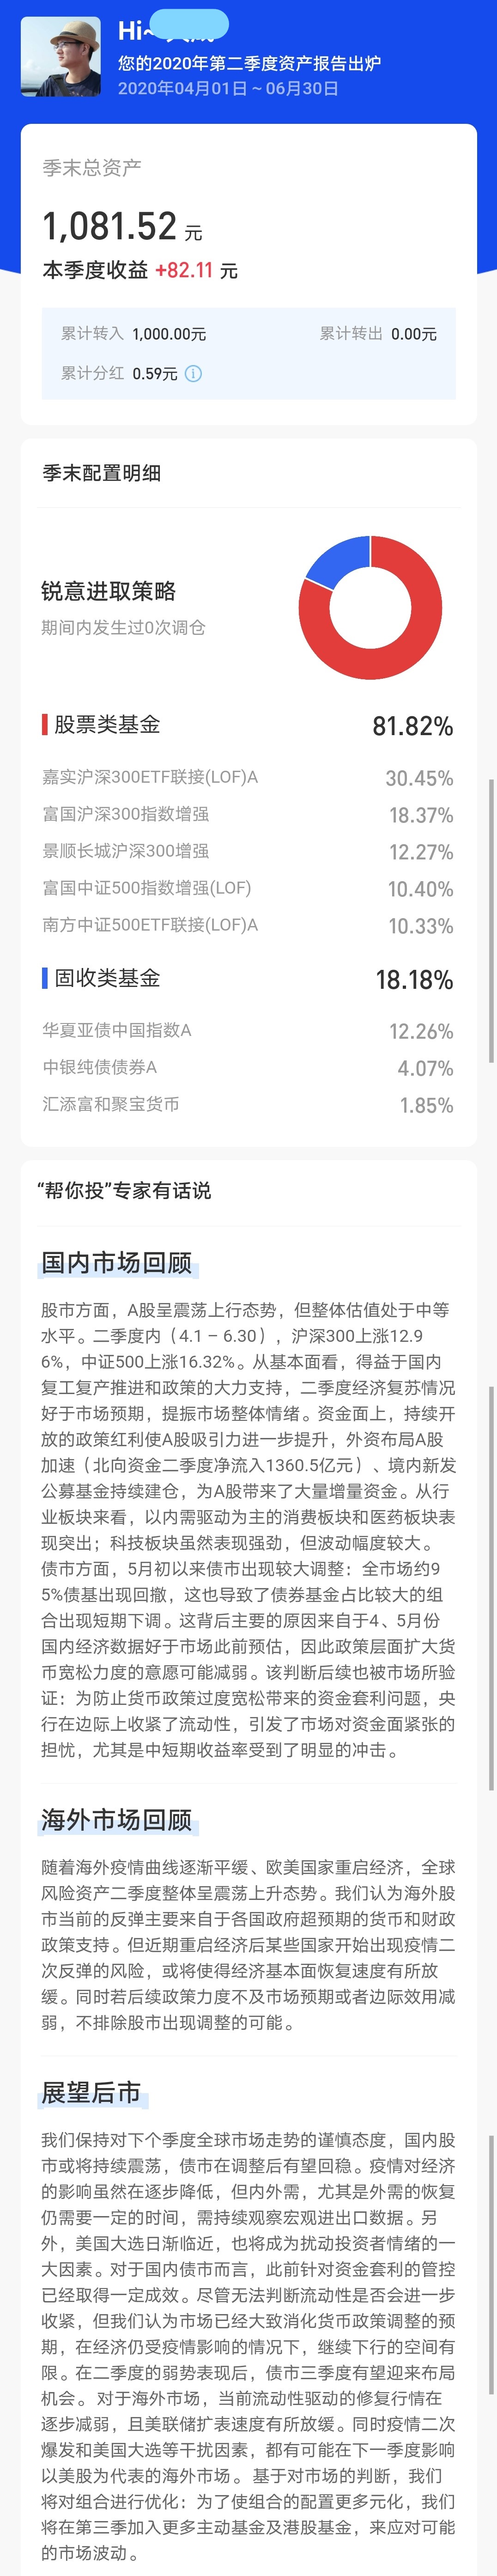 Hi~
您的2020年第二季度资产报告出炉
2020年04月01日 ~ 06月30日
季末总资产
1,081.52 元
本季度收益 +82.11 元
累计转入 1,000.00元 累计转出 0.00元
累计分红 0.59元
季末配置明细
锐意进取策略
期间内发生过0次调仓
股票类基金 81.82%
嘉实沪深300ETF联接(LOF)A 30.45%
富国沪深300指数增强 18.37%
景顺长城沪深300增强 12.27%
富国中证500指数增强(LOF) 10.40%
南方中证500ETF联接(LOF)A 10.33%
固收类基金 18.18%
华夏亚债中国指数A 12.26%
中银纯债债券A 4.07%
汇添富和聚宝货币 1.85%
“帮你投”专家有话说
国内市场回顾
股市方面，A股呈震荡上行态势，但整体估值处于中等
水平。二季度内（4.1 – 6.30），沪深300上涨12.9
6%，中证500上涨16.32%。从基本面看，得益于国内
复工复产推进和政策的大力支持，二季度经济复苏情况
好于市场预期，提振市场整体情绪。资金面上，持续开
放的政策红利使A股吸引力进一步提升，外资布局A股
加速（北向资金二季度净流入1360.5亿元）、境内新发
公募基金持续建仓，为A股带来了大量增量资金。从行
业板块来看，以内需驱动为主的消费板块和医药板块表
现突出；科技板块虽然表现强劲，但波动幅度较大。
债市方面，5月初以来债市出现较大调整：全市场约9
5%债基出现回撤，这也导致了债券基金占比较大的组
合出现短期下调。这背后主要的原因来自于4、5月份
国内经济数据好于市场此前预估，因此政策层面扩大货
币宽松力度的意愿可能减弱。该判断后续也被市场所验
证：为防止货币政策过度宽松带来的资金套利问题，央
行在边际上收紧了流动性，引发了市场对资金面紧张的
担忧，尤其是中短期收益率受到了明显的冲击。
海外市场回顾
随着海外疫情曲线逐渐平缓、欧美国家重启经济，全球
风险资产二季度整体呈震荡上升态势。我们认为海外股
市当前的反弹主要来自于各国政府超预期的货币和财政
政策支持。但近期重启经济后某些国家开始出现疫情二
次反弹的风险，或将使得经济基本面恢复速度有所放
缓。同时若后续政策力度不及市场预期或者边际效用减
弱，不排除股市出现调整的可能。
展望后市
我们保持对下个季度全球市场走势的谨慎态度，国内股
市或将持续震荡，债市在调整后有望回稳。疫情对经济
的影响虽然在逐步降低，但内外需，尤其是外需的恢复
仍需要一定的时间，需持续观察宏观进出口数据。另
外，美国大选日渐临近，也将成为扰动投资者情绪的一
大因素。对于国内债市而言，此前针对资金套利的管控
已经取得一定成效。尽管无法判断流动性是否会进一步
收紧，但我们认为市场已经大致消化货币政策调整的预
期，在经济仍受疫情影响的情况下，继续下行的空间有
限。在二季度的弱势表现后，债市三季度有望迎来布局
机会。 对于海外市场，当前流动性驱动的修复行情在
逐步减弱，且美联储扩表速度有所放缓。同时疫情二次
爆发和美国大选等干扰因素，都有可能在下一季度影响
以美股为代表的海外市场。 基于对市场的判断，我们
将对组合进行优化：为了使组合的配置更多元化，我们
将在第三季加入更多主动基金及港股基金，来应对可能
的市场波动。